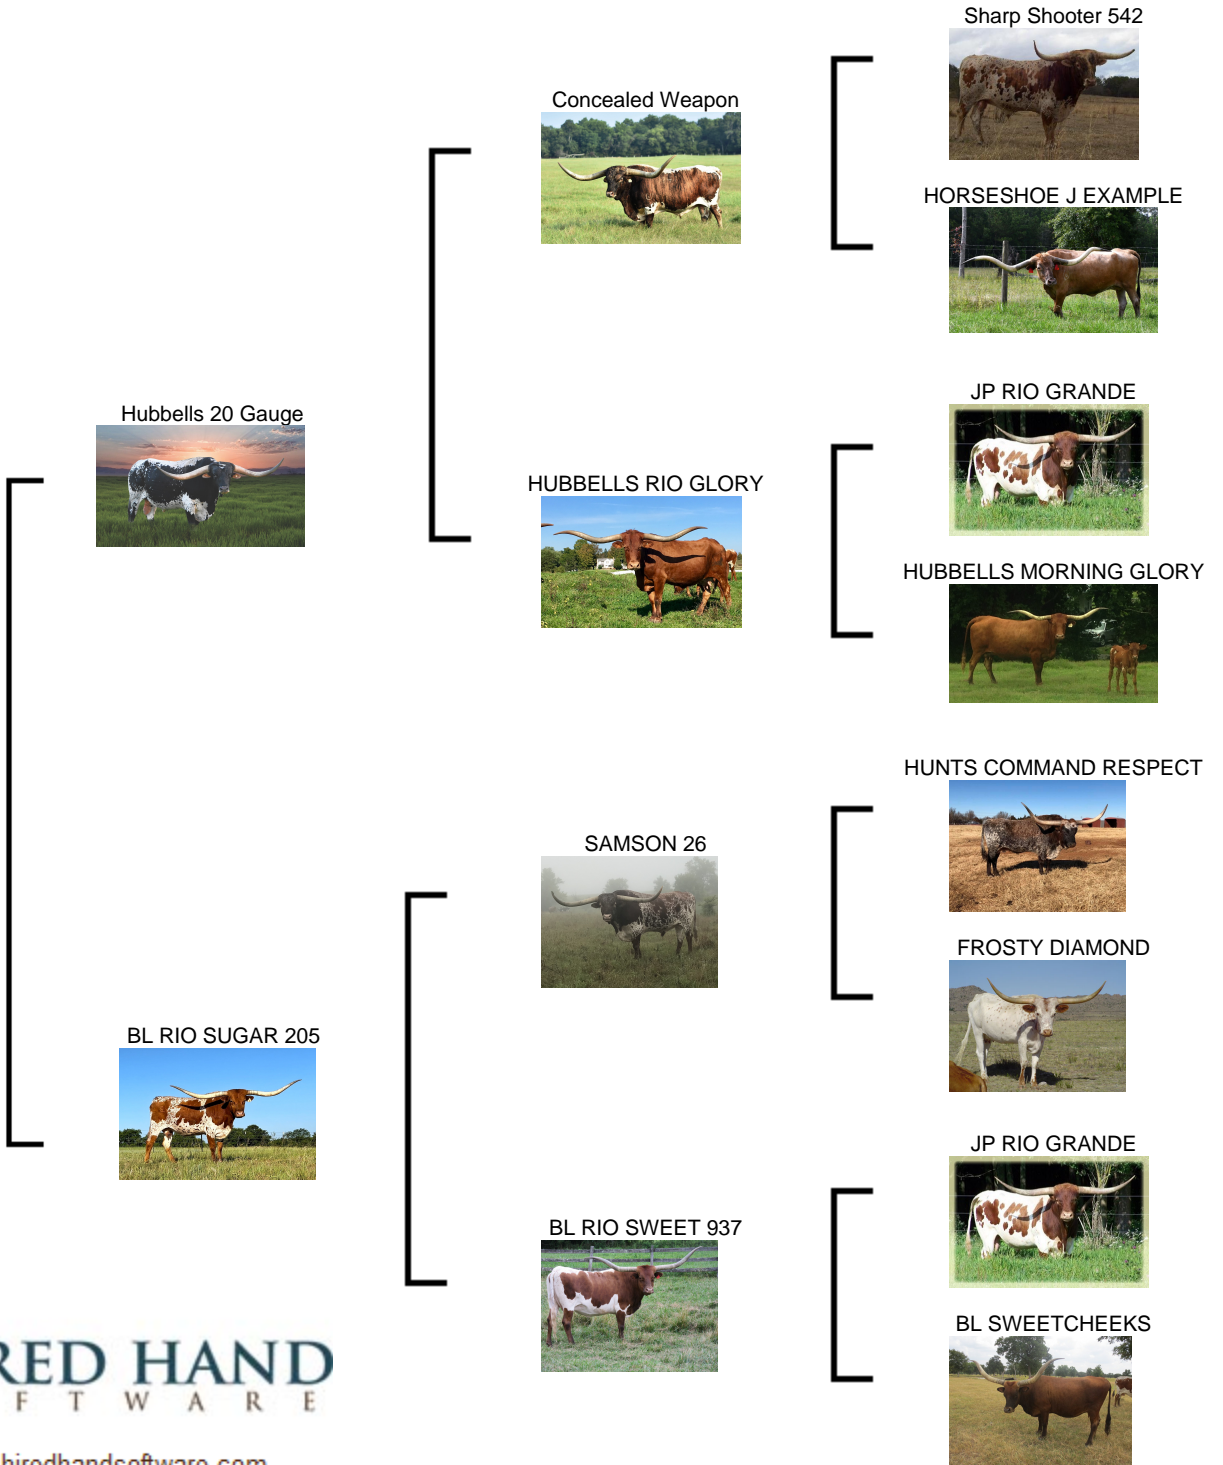 Sharp Shooter 542
Concealed Weapon
HORSESHOE J EXAMPLE
JP RIO GRANDE
Hubbells 20 Gauge
HUBBELLS RIO GLORY
HUBBELLS MORNING GLORY
HUNTS COMMAND RESPECT
SAMSON 26
FROSTY DIAMOND
BL RIO SUGAR 205
JP RIO GRANDE
BL RIO SWEET 937
BL SWEETCHEEKS
RED HAND
F T W A R E
hiredhandsoftware.com